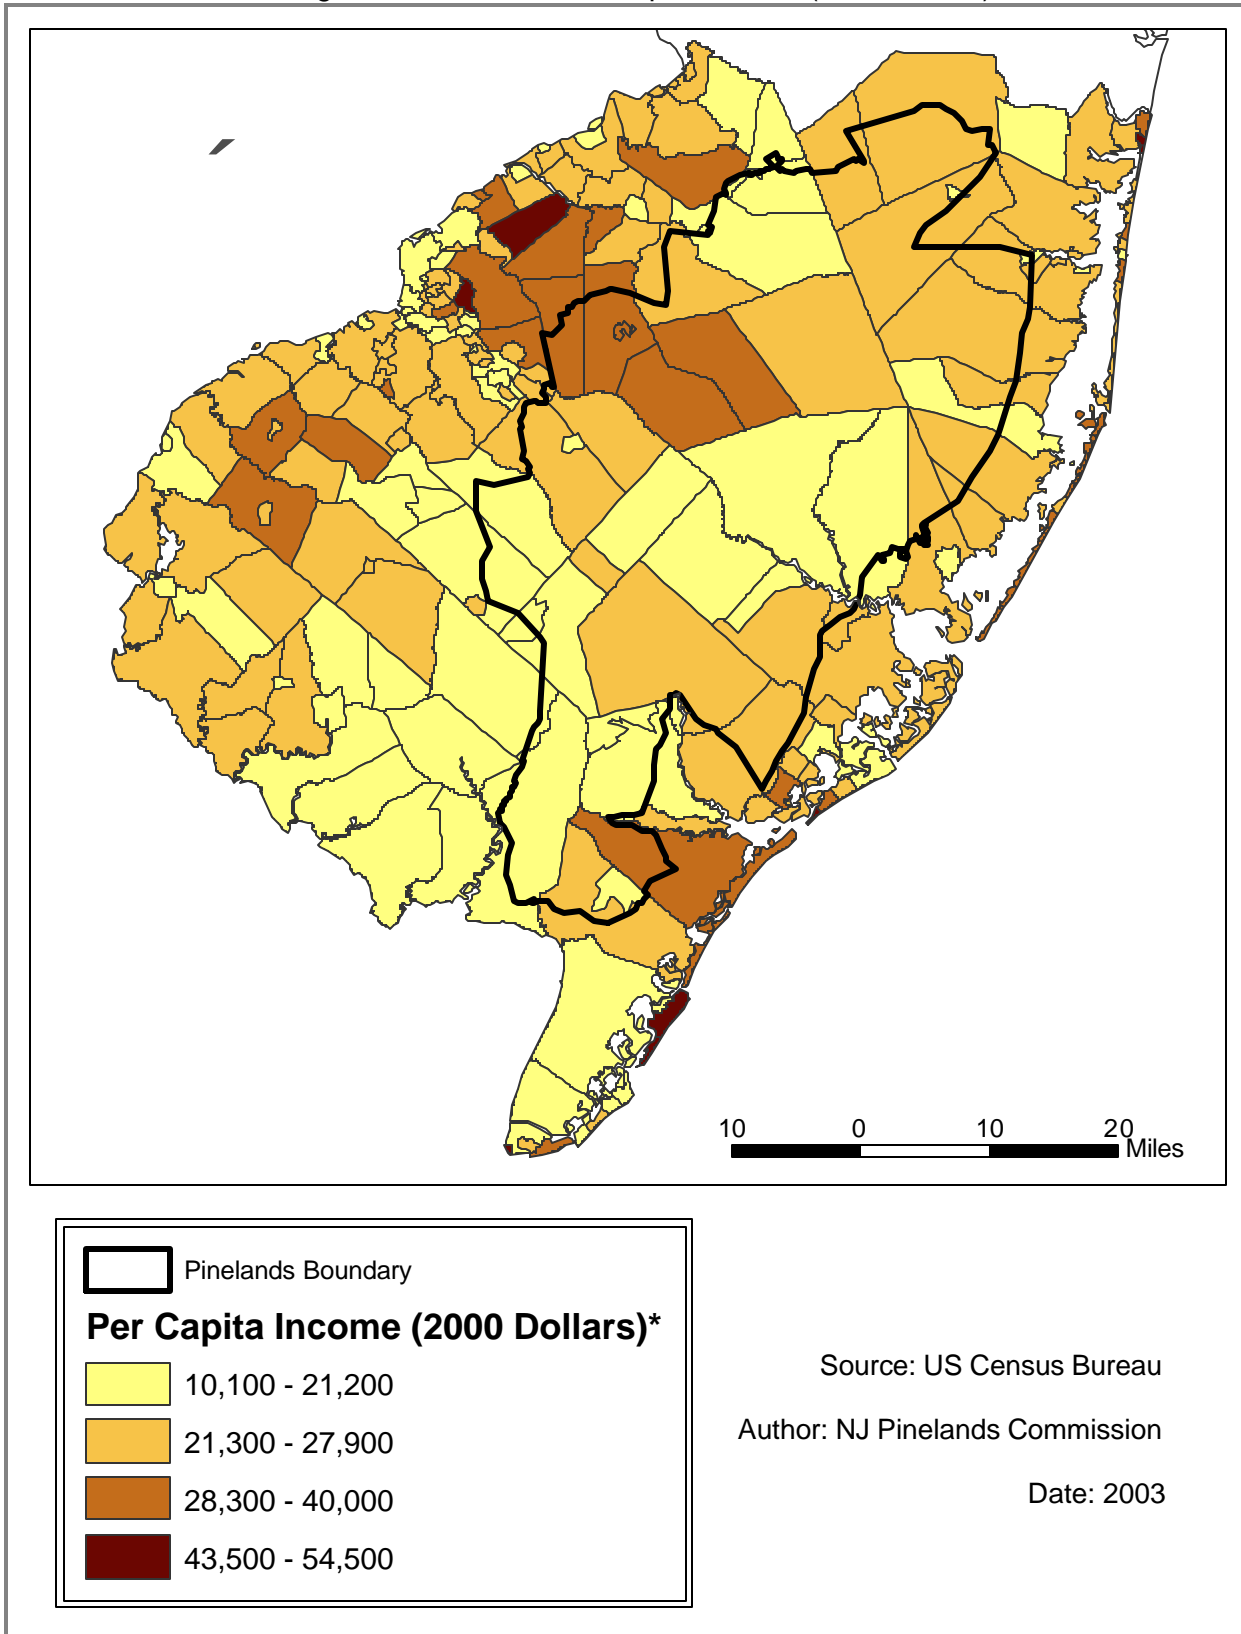 10 0 10 20
Miles
Pinelands Boundary
Per Capita Income (2000 Dollars)*
10,100 - 21,200
21,300 - 27,900
28,300 - 40,000
43,500 - 54,500
Source: US Census Bureau
Author: NJ Pinelands Commission
Date: 2003